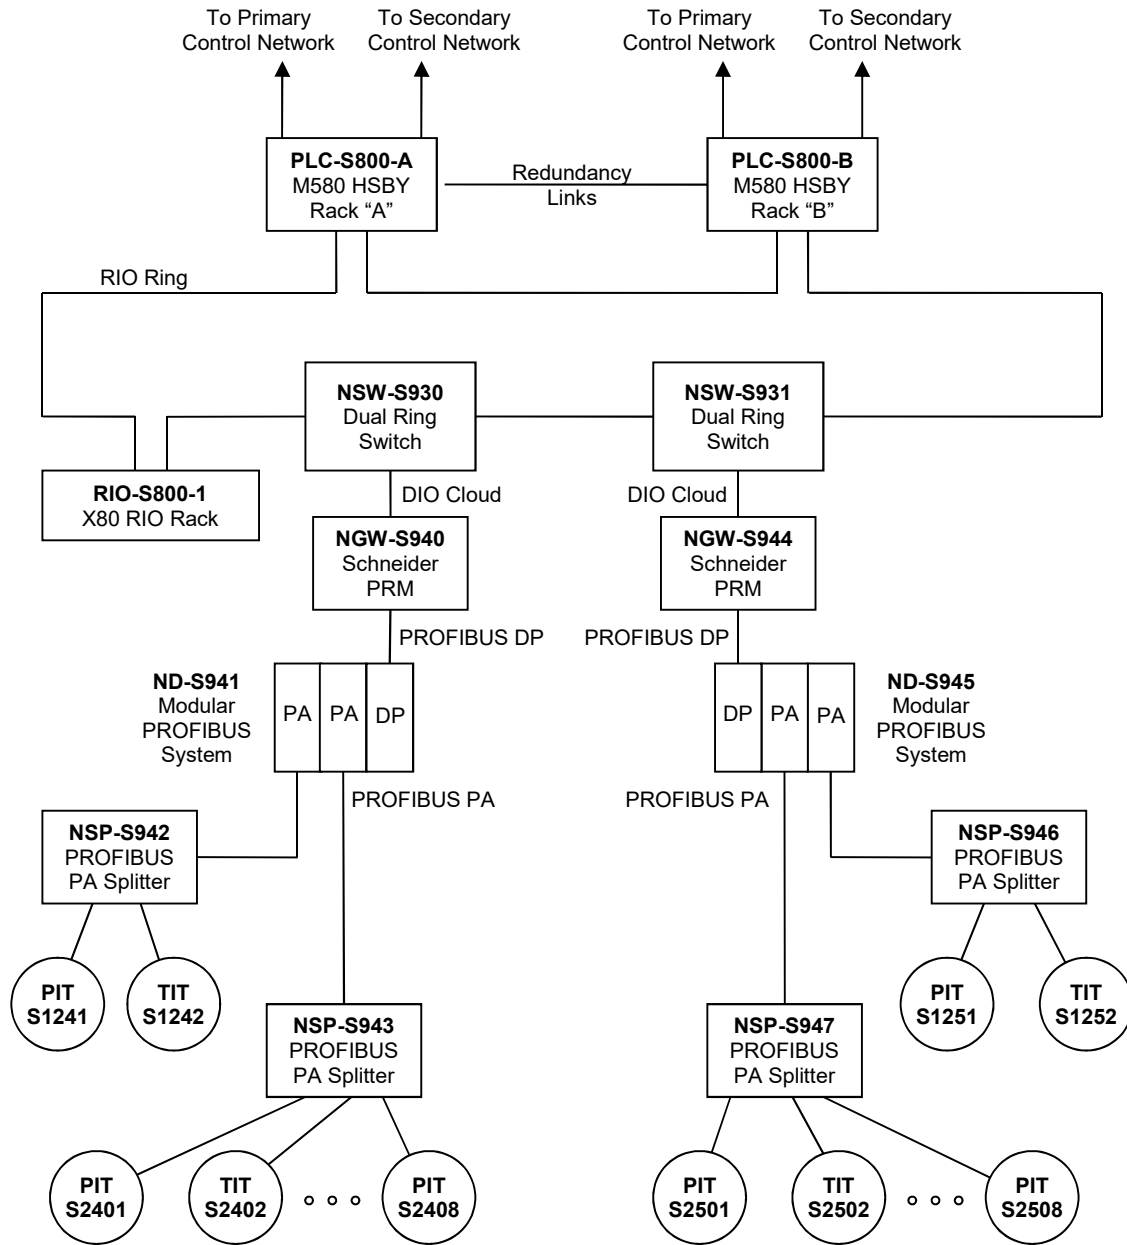 To Primary
Control Network
To Secondary
Control Network
To Primary
Control Network
To Secondary
Control Network
PLC-S800-A
M580 HSBY
Rack “A”
Redundancy
Links
PLC-S800-B
M580 HSBY
Rack “B”
RIO Ring
NSW-S930
Dual Ring
Switch
NSW-S931
Dual Ring
Switch
RIO-S800-1
X80 RIO Rack
DIO Cloud
DIO Cloud
NGW-S940
Schneider
PRM
NGW-S944
Schneider
PRM
PROFIBUS DP
PROFIBUS DP
ND-S941
Modular
PROFIBUS
System
PA
PA
DP
DP
PA
PA
ND-S945
Modular
PROFIBUS
System
PROFIBUS PA
PROFIBUS PA
NSP-S942
PROFIBUS
PA Splitter
NSP-S946
PROFIBUS
PA Splitter
PIT
S1241
TIT
S1242
PIT
S1251
TIT
S1252
NSP-S943
PROFIBUS
PA Splitter
NSP-S947
PROFIBUS
PA Splitter
PIT
S2401
TIT
S2402
PIT
S2408
PIT
S2501
TIT
S2502
PIT
S2508